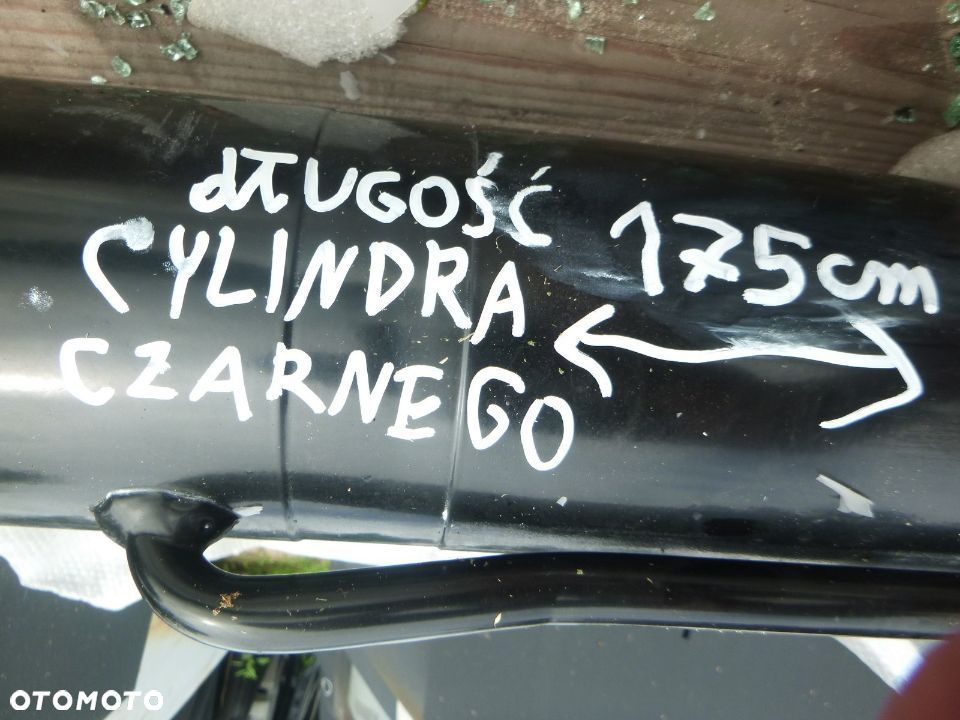 dłUGOŚĆ
CYLINDRA 175cm
CZARNEGO
OTOMOTO